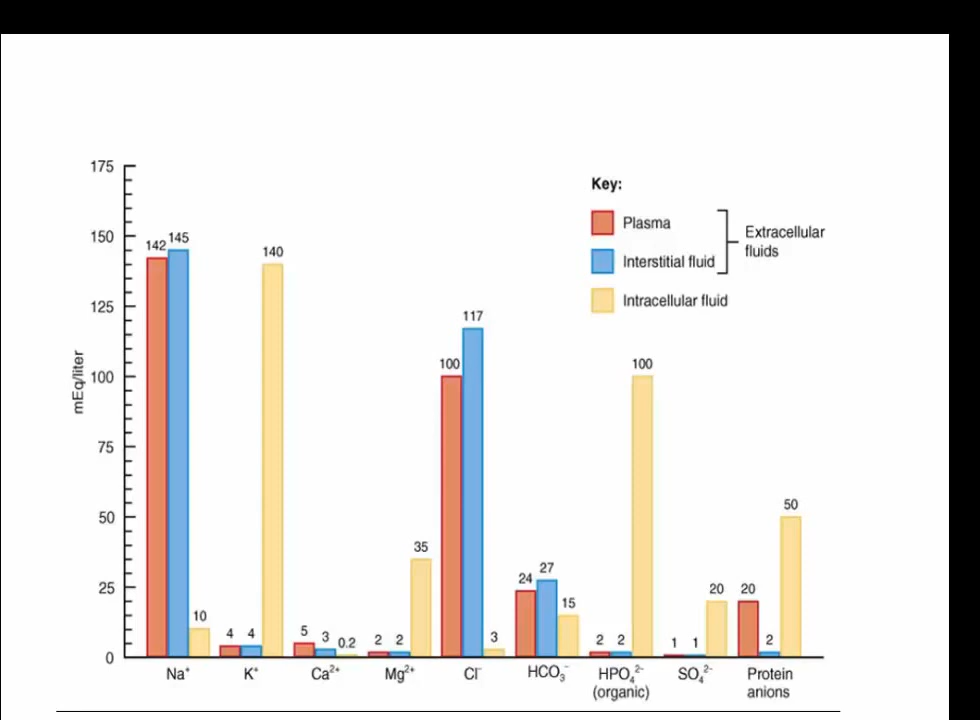 Key:
Plasma
Interstitial fluid
Extracellular
fluids
Intracellular fluid
mEq/liter
175
150
125
100
75
50
25
0
142 145 10
4 4 140
5 3 0.2
2 2 35
100 117 3
24 27 15
2 2 100
1 1 20
20 2 50
Na⁺ K⁺ Ca²⁺ Mg²⁺ Cl⁻ HCO₃⁻ HPO₄²⁻ SO₄²⁻ Protein
(organic) anions